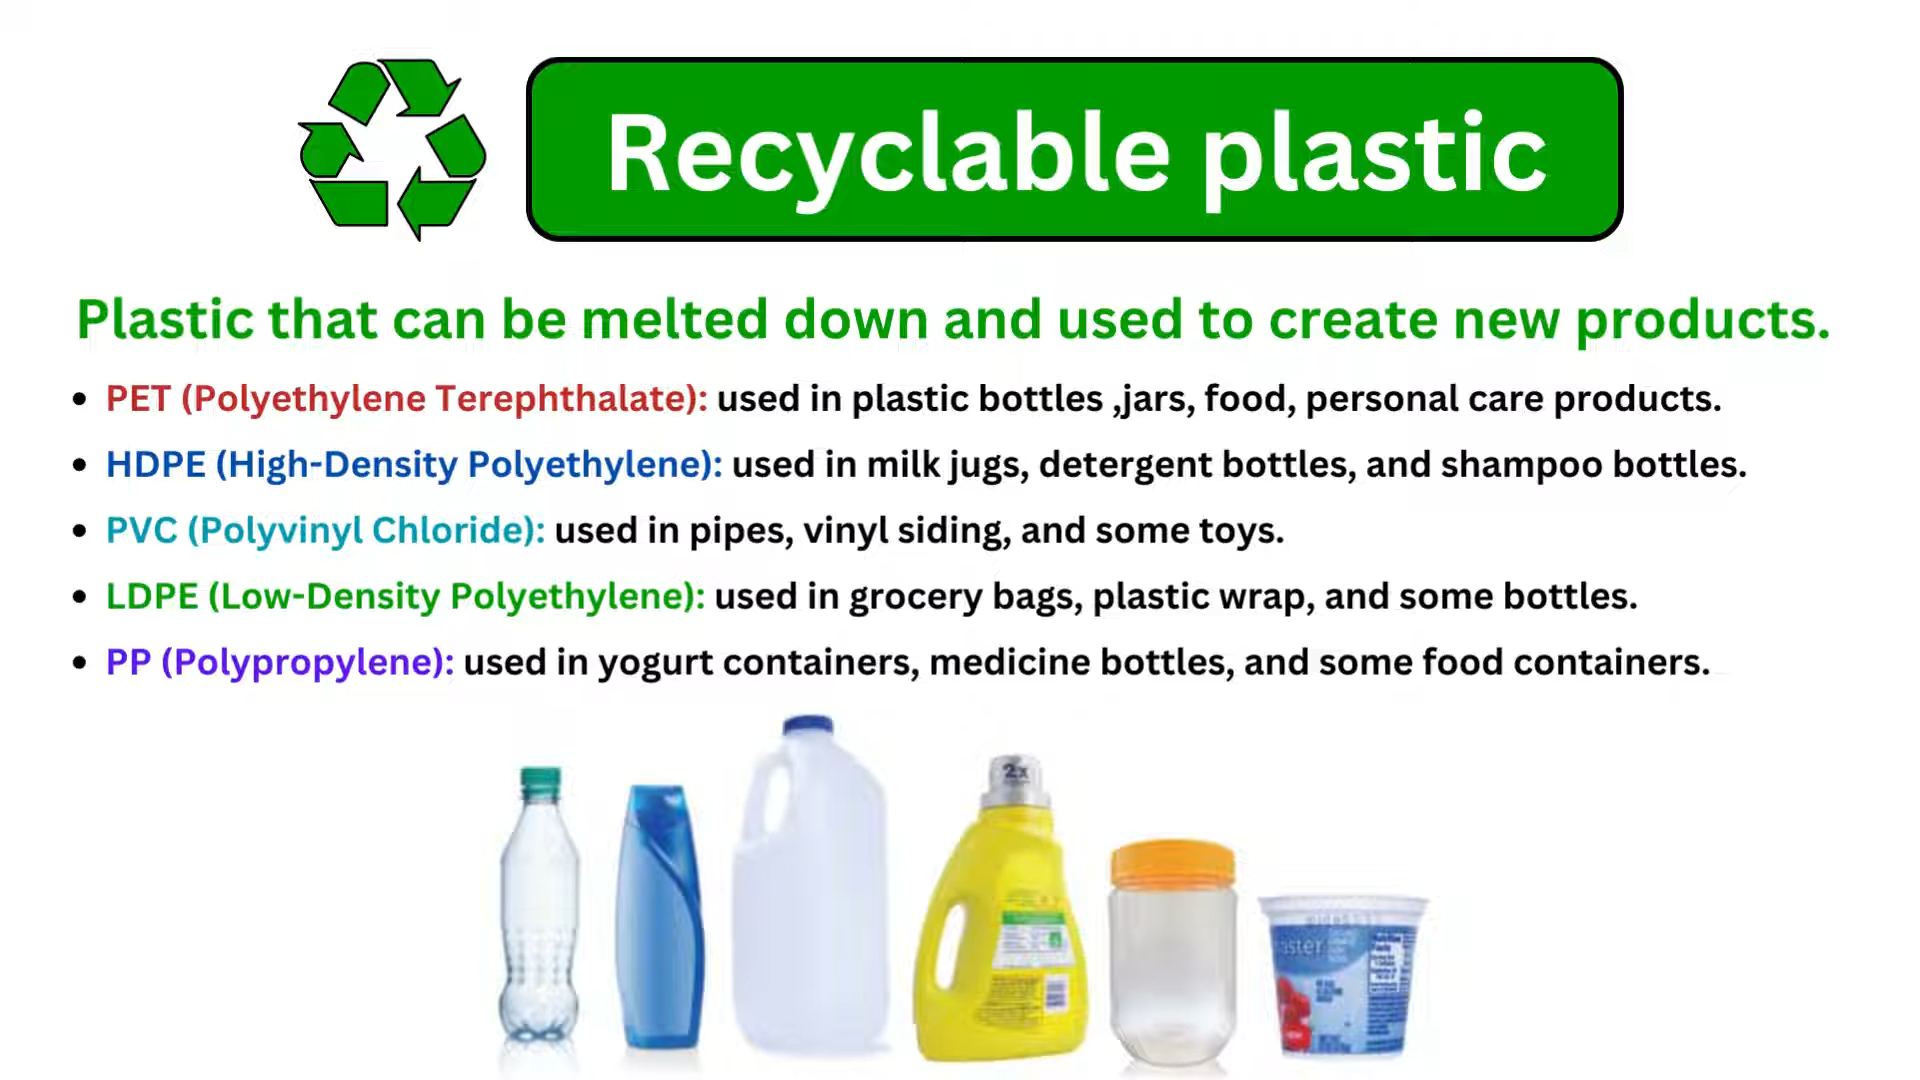 Recyclable plastic
Plastic that can be melted down and used to create new products.
• PET (Polyethylene Terephthalate): used in plastic bottles ,jars, food, personal care products.
• HDPE (High-Density Polyethylene): used in milk jugs, detergent bottles, and shampoo bottles.
• PVC (Polyvinyl Chloride): used in pipes, vinyl siding, and some toys.
• LDPE (Low-Density Polyethylene): used in grocery bags, plastic wrap, and some bottles.
• PP (Polypropylene): used in yogurt containers, medicine bottles, and some food containers.
2x